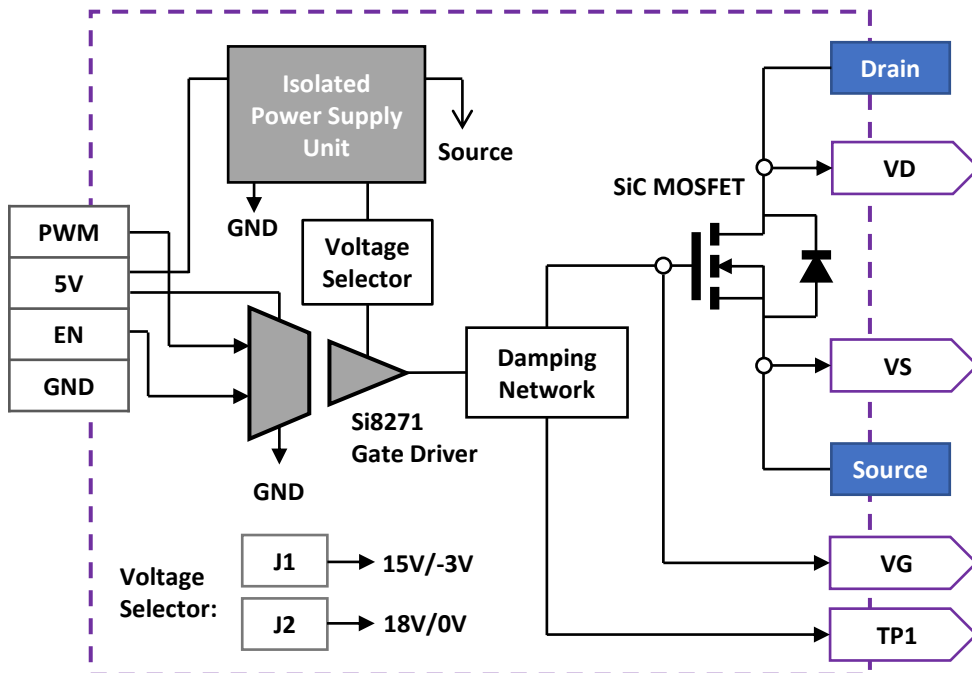 Isolated
Power Supply
Unit
Drain
Source
VD
SiC MOSFET
GND
PWM
5V
EN
GND
Voltage
Selector
Damping
Network
VS
Si8271
Gate Driver
GND
Source
J1
15V/-3V
Voltage
Selector:
J2
18V/0V
VG
TP1